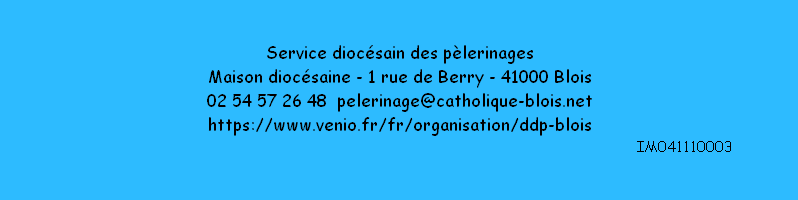 Service diocésain des pèlerinages
Maison diocésaine - 1 rue de Berry - 41000 Blois
02 54 57 26 48  pelerinage@catholique-blois.net
https://www.venio.fr/fr/organisation/ddp-blois
IM041110003